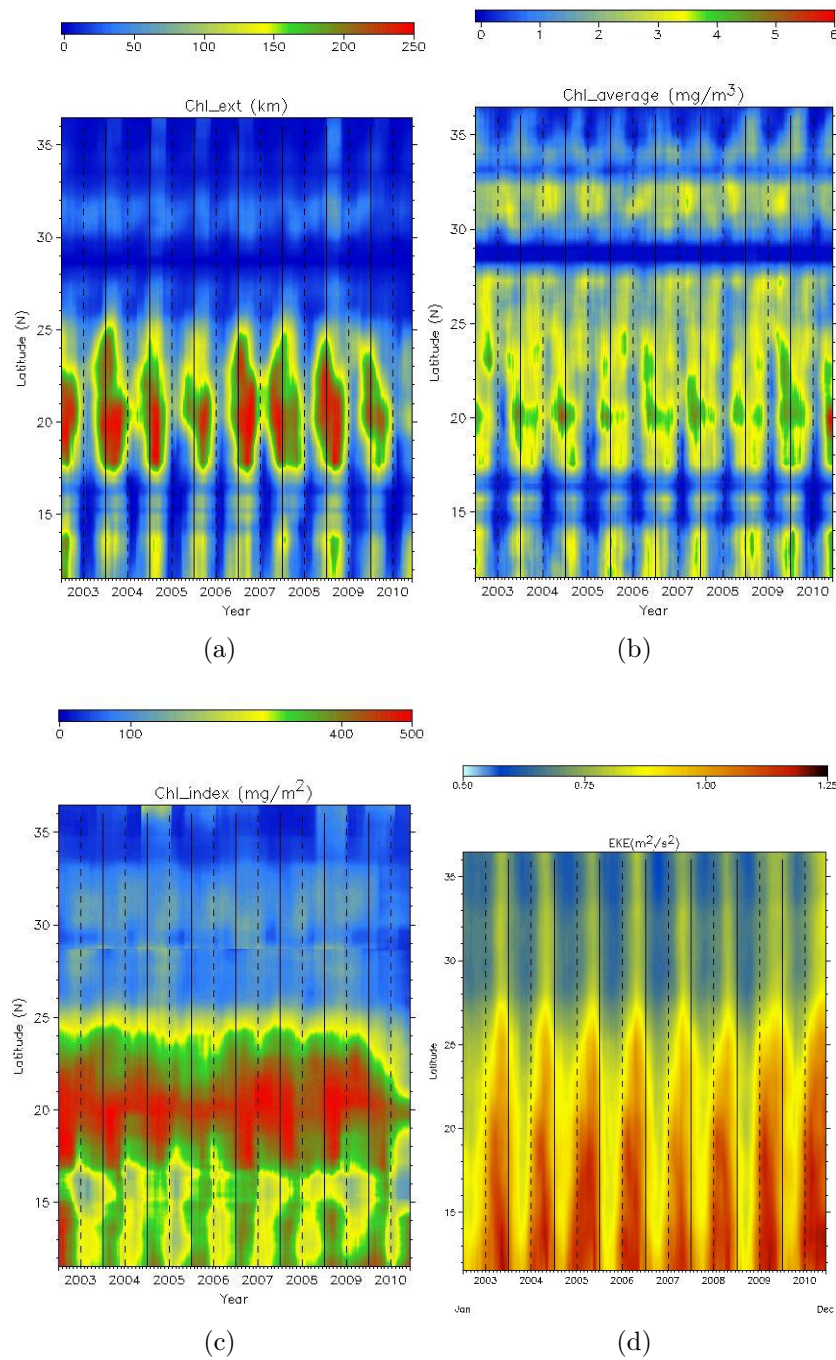 0 50 100 150 200 250
Chl_ext (km)
35
30
25
20
15
Latitude (N)
2003 2004 2005 2006 2007 2008 2009 2010
Year
(a)
0 1 2 3 4 5 6
Chl_average (mg/m³)
35
30
25
20
15
Latitude (N)
2003 2004 2005 2006 2007 2008 2009 2010
Year
(b)
0 100 200 400 500
Chl_index (mg/m²)
35
30
25
20
15
Latitude (N)
2003 2004 2005 2006 2007 2008 2009 2010
Year
(c)
0.50 0.75 1.00 1.25
EKE(m²/s²)
35
30
25
20
15
Latitude
2003 2004 2005 2006 2007 2008 2009 2010
Jan Dec
(d)